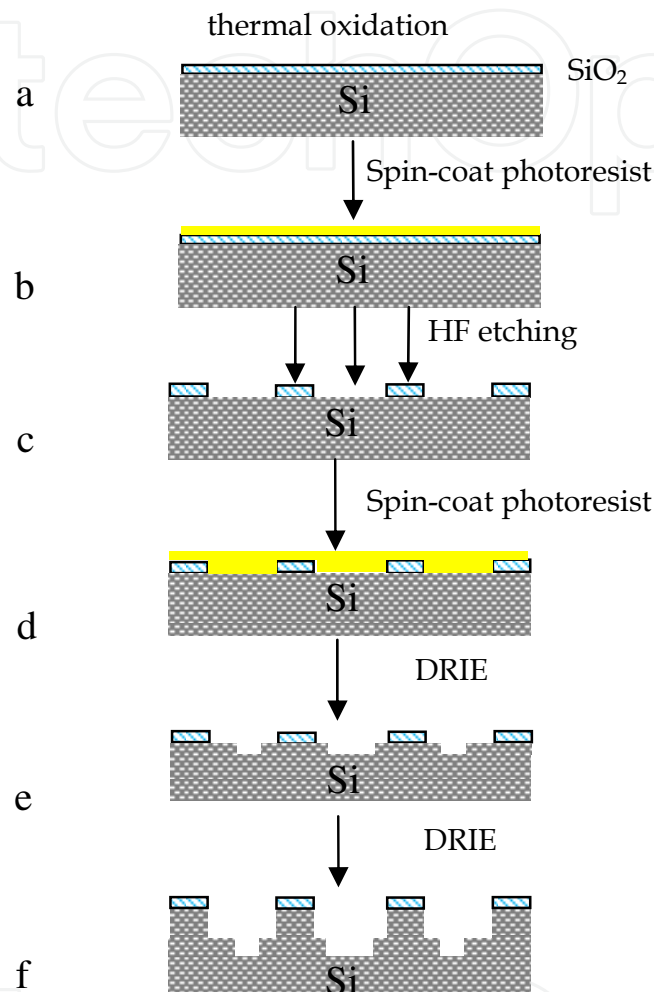 thermal oxidation
SiO₂
a
Si
Spin-coat photoresist
Si
b
HF etching
Si
c
Spin-coat photoresist
Si
d
DRIE
Si
e
DRIE
Si
f